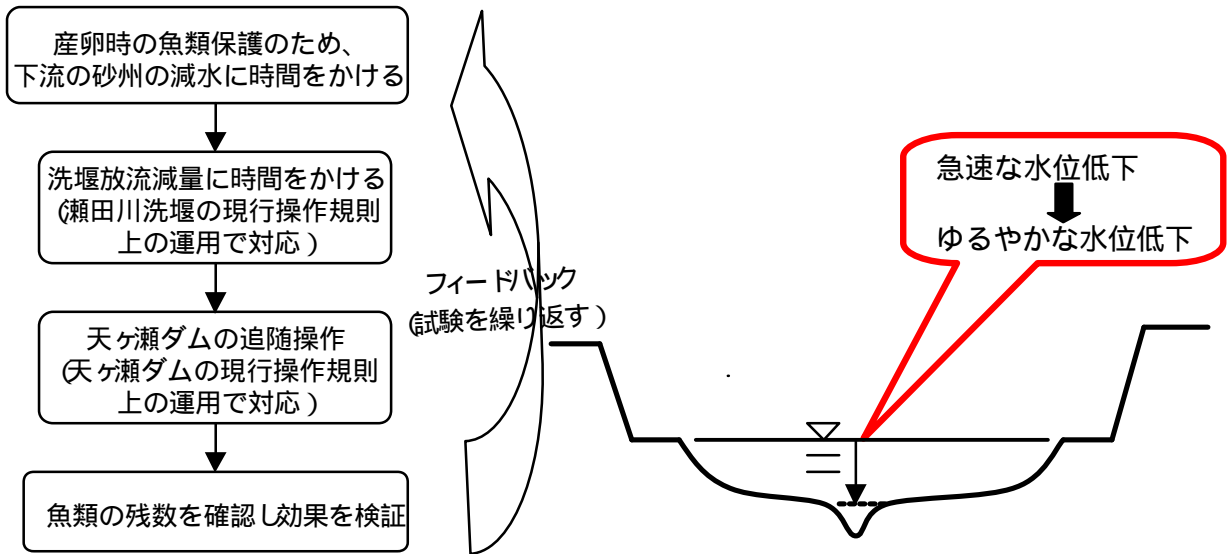 産卵時の魚類保護のため、
下流の砂州の減水に時間をかける
洗堰放流減量に時間をかける
(瀬田川洗堰の現行操作規則
上の運用で対応)
天ヶ瀬ダムの追随操作
(天ヶ瀬ダムの現行操作規則
上の運用で対応)
魚類の残数を確認し効果を検証
フィードバック
(試験を繰り返す)
急速な水位低下
ゆるやかな水位低下